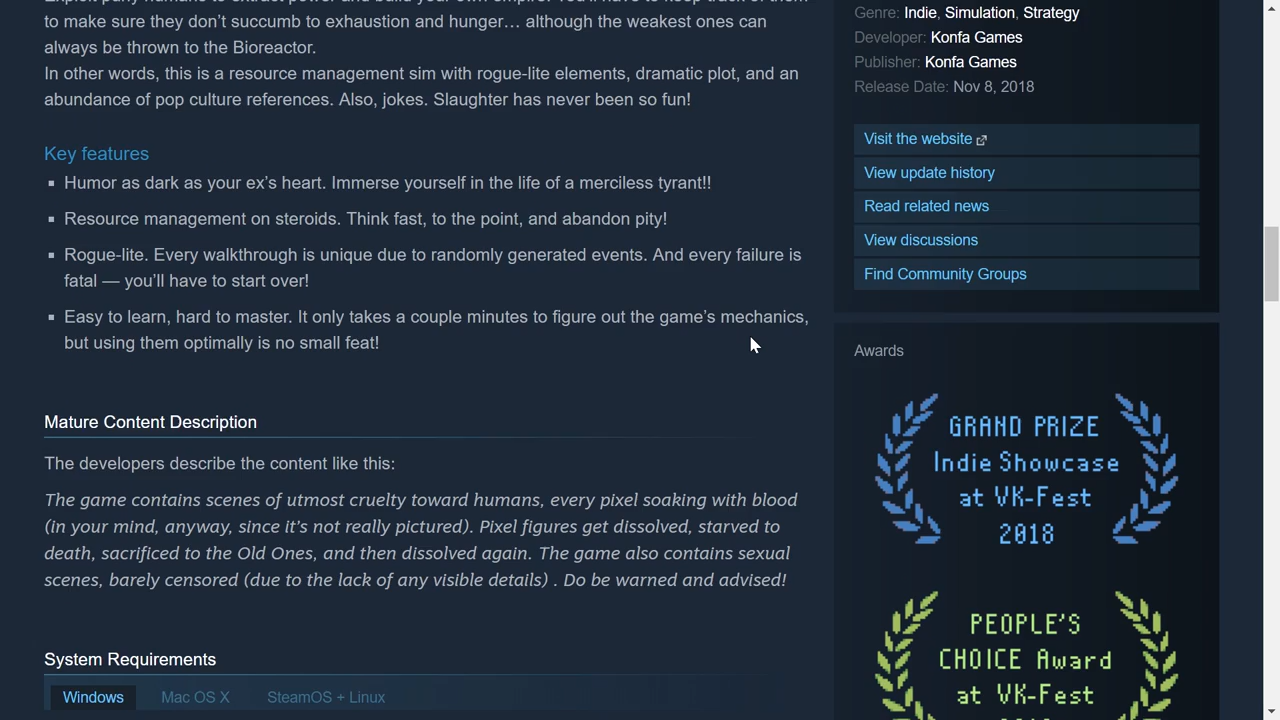 to make sure they don’t succumb to exhaustion and hunger… although the weakest ones can
always be thrown to the Bioreactor.
In other words, this is a resource management sim with rogue-lite elements, dramatic plot, and an
abundance of pop culture references. Also, jokes. Slaughter has never been so fun!
Key features
▪ Humor as dark as your ex’s heart. Immerse yourself in the life of a merciless tyrant!!
▪ Resource management on steroids. Think fast, to the point, and abandon pity!
▪ Rogue-lite. Every walkthrough is unique due to randomly generated events. And every failure is
fatal — you’ll have to start over!
▪ Easy to learn, hard to master. It only takes a couple minutes to figure out the game’s mechanics,
but using them optimally is no small feat!
Mature Content Description
The developers describe the content like this:
The game contains scenes of utmost cruelty toward humans, every pixel soaking with blood
(in your mind, anyway, since it’s not really pictured). Pixel figures get dissolved, starved to
death, sacrificed to the Old Ones, and then dissolved again. The game also contains sexual
scenes, barely censored (due to the lack of any visible details) . Do be warned and advised!
System Requirements
Windows
Mac OS X
SteamOS + Linux
Genre: Indie, Simulation, Strategy
Developer: Konfa Games
Publisher: Konfa Games
Release Date: Nov 8, 2018
Visit the website
View update history
Read related news
View discussions
Find Community Groups
Awards
GRAND PRIZE
Indie Showcase
at VK-Fest
2018
PEOPLE'S
CHOICE Award
at VK-Fest